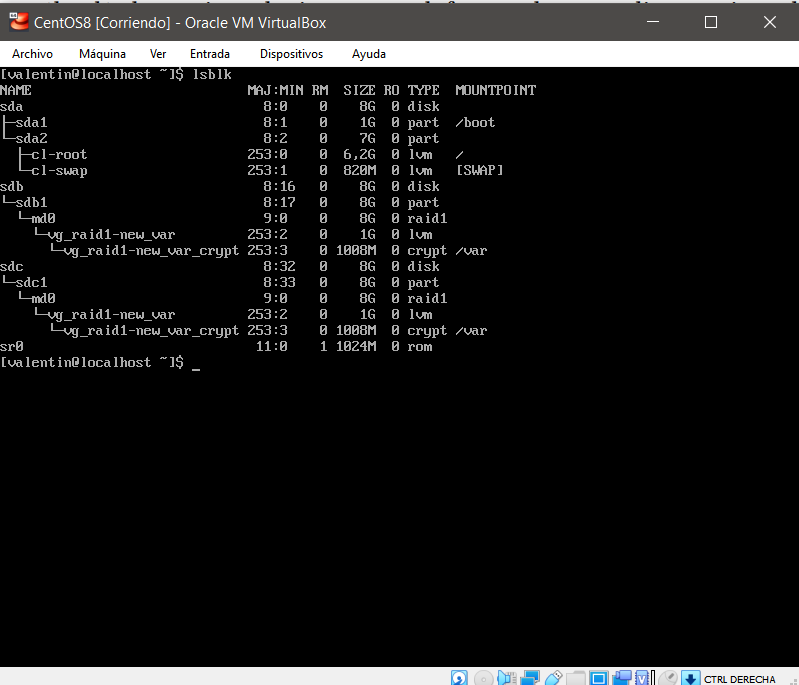 CentOS8 [Corriendo] - Oracle VM VirtualBox
Archivo Máquina Ver Entrada Dispositivos Ayuda
[valentin@localhost ~]$ lsblk
NAME MAJ:MIN RM SIZE RO TYPE MOUNTPOINT
sda 8:0 0 8G 0 disk
├─sda1 8:1 0 1G 0 part /boot
└─sda2 8:2 0 7G 0 part
├─cl-root 253:0 0 6,2G 0 lvm /
└─cl-swap 253:1 0 820M 0 lvm [SWAP]
sdb 8:16 0 8G 0 disk
└─sdb1 8:17 0 8G 0 part
└─md0 9:0 0 8G 0 raid1
└─vg_raid1-new_var 253:2 0 1G 0 lvm
└─vg_raid1-new_var_crypt 253:3 0 1008M 0 crypt /var
sdc 8:32 0 8G 0 disk
└─sdc1 8:33 0 8G 0 part
└─md0 9:0 0 8G 0 raid1
└─vg_raid1-new_var 253:2 0 1G 0 lvm
└─vg_raid1-new_var_crypt 253:3 0 1008M 0 crypt /var
sr0 11:0 1 1024M 0 rom
[valentin@localhost ~]$ _
CTRL DERECHA